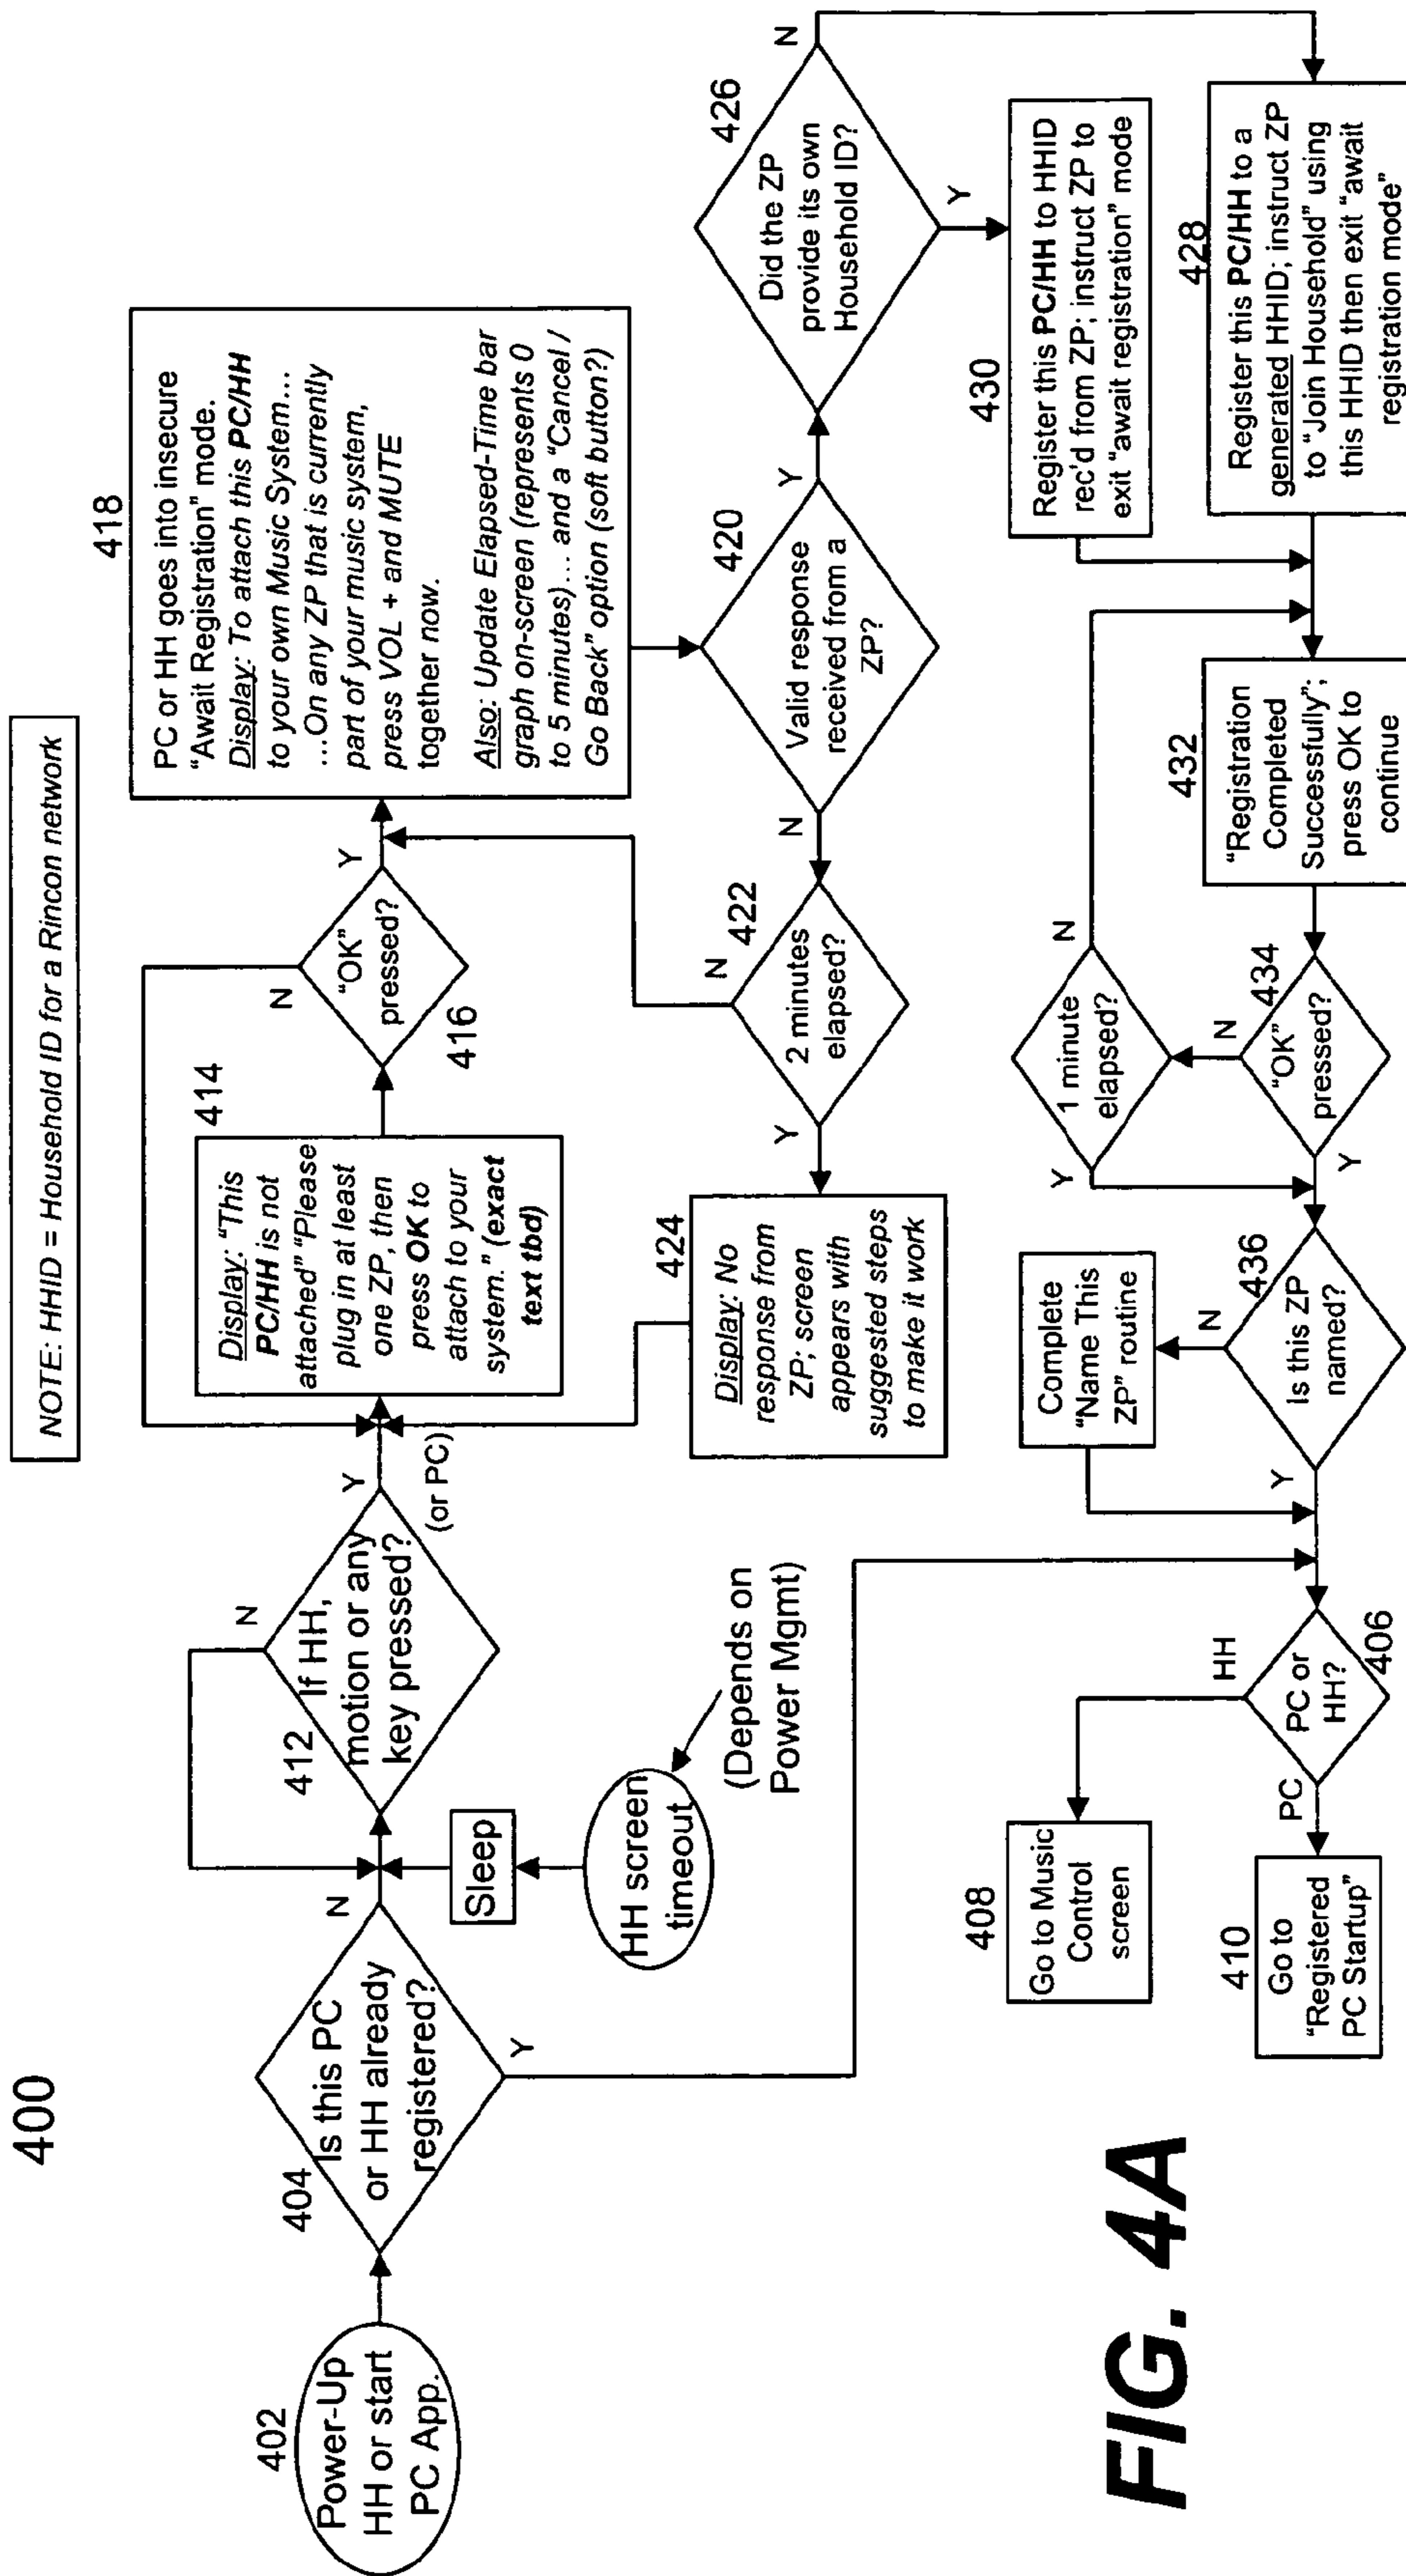 400
NOTE: HHID = Household ID for a Rincon network
402
Power-Up
HH or start
PC App.
404
Is this PC
or HH already
registered?
N
Y
Sleep
HH screen
timeout
(Depends on
Power Mgmt)
412
If HH,
motion or any
key pressed?
N
Y
(or PC)
414
Display: "This
PC/HH is not
attached" "Please
plug in at least
one ZP, then
press OK to
attach to your
system." (exact
text tbd)
416
"OK"
pressed?
N
Y
418
PC or HH goes into insecure
"Await Registration" mode.
Display: To attach this PC/HH
to your own Music System...
...On any ZP that is currently
part of your music system,
press VOL + and MUTE
together now.
Also: Update Elapsed-Time bar
graph on-screen (represents 0
to 5 minutes)... and a "Cancel /
Go Back" option (soft button?)
420
Valid response
received from a
ZP?
N
Y
422
2 minutes
elapsed?
N
Y
424
Display: No
response from
ZP; screen
appears with
suggested steps
to make it work
426
Did the ZP
provide its own
Household ID?
N
Y
430
Register this PC/HH to HHID
rec'd from ZP; instruct ZP to
exit "await registration" mode
428
Register this PC/HH to a
generated HHID; instruct ZP
to "Join Household" using
this HHID then exit "await
registration mode"
432
"Registration
Completed
Successfully";
press OK to
continue
434
"OK"
pressed?
N
Y
1 minute
elapsed?
N
Y
436
Is this ZP
named?
N
Y
Complete
"Name This
ZP" routine
406
PC or
HH?
HH
PC
408
Go to Music
Control
screen
410
Go to
"Registered
PC Startup"
FIG. 4A